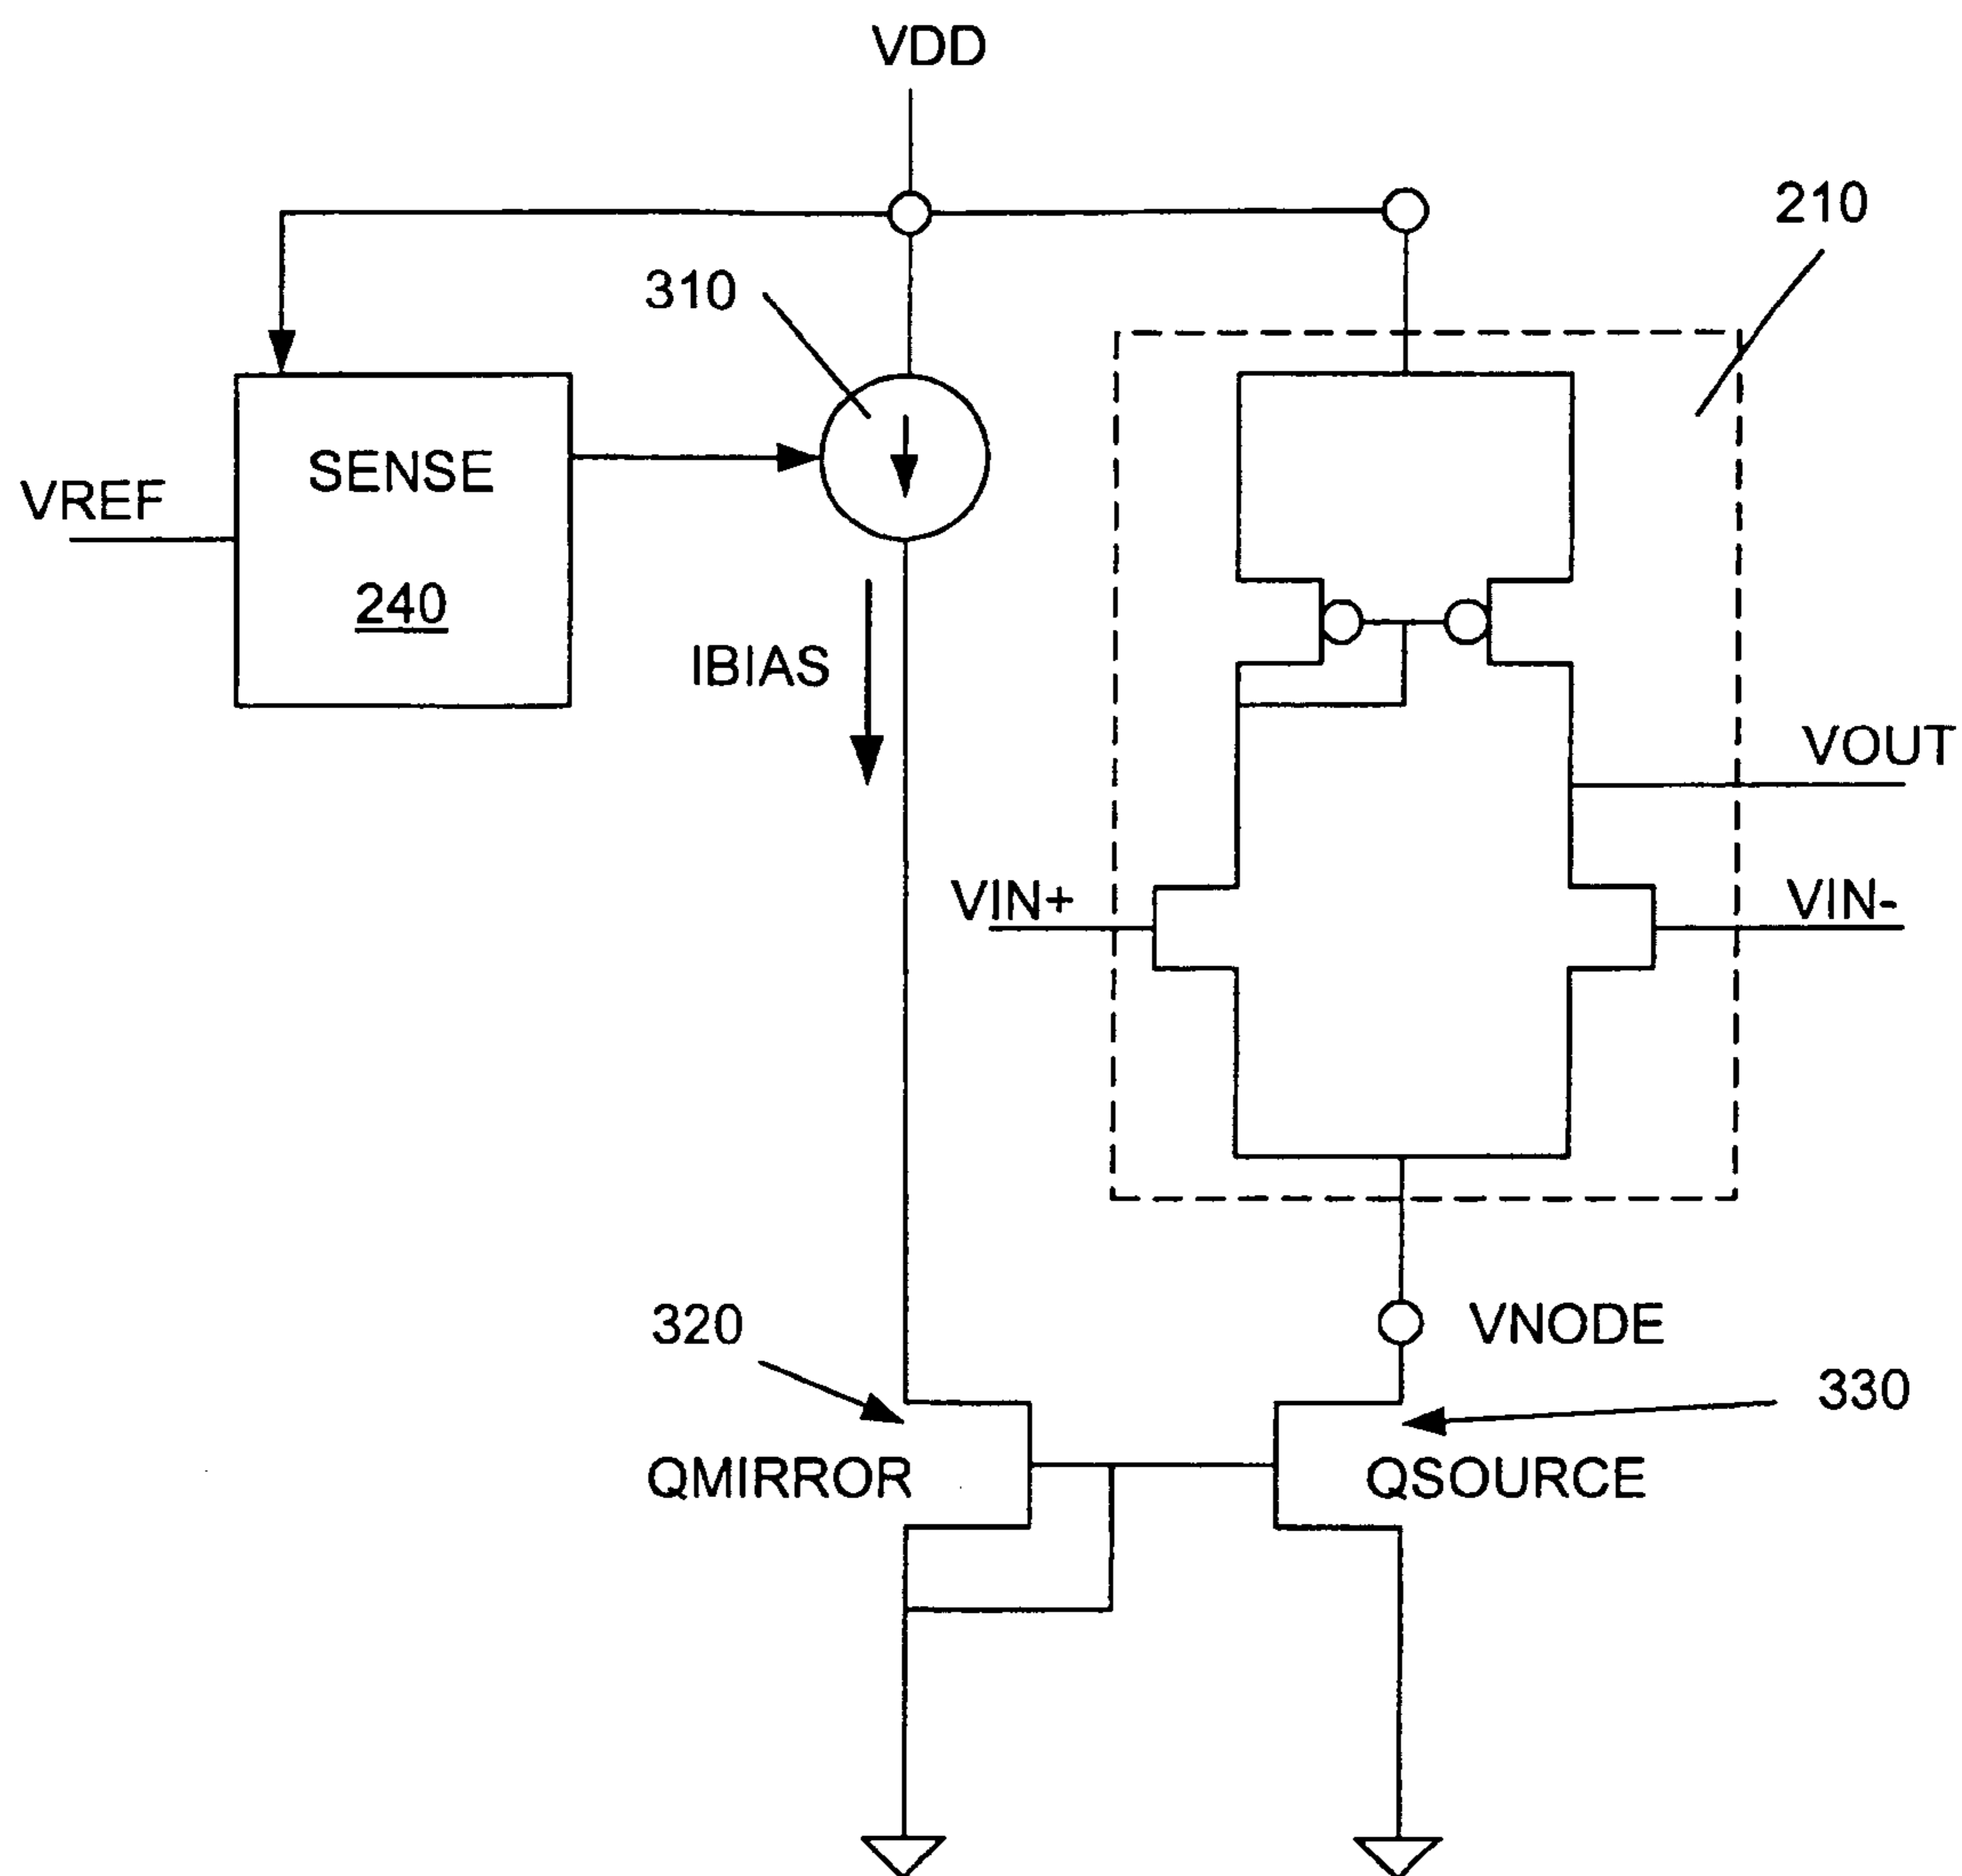 VDD
210
310
SENSE
VREF
240
IBIAS
VOUT
VIN+
VIN-
320
VNODE
330
QMIRROR
QSOURCE